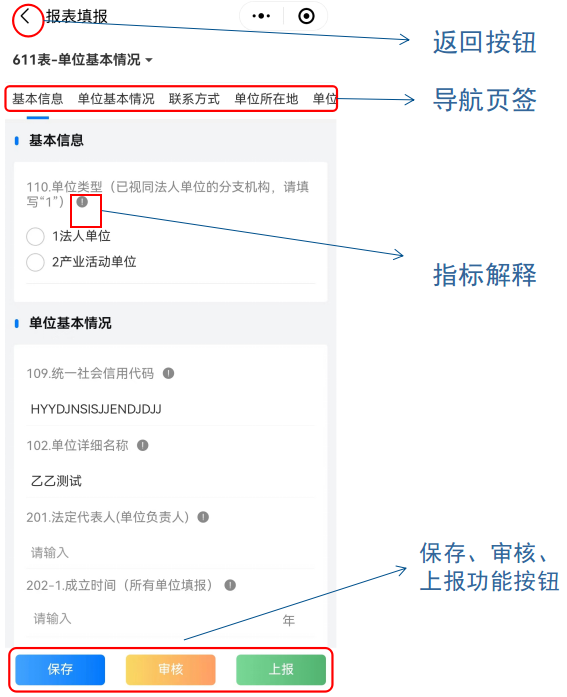 报表填报
返回按钮
611表-单位基本情况
基本信息 单位基本情况 联系方式 单位所在地 单位
导航页签
基本信息
110.单位类型（已视同法人单位的分支机构，请填
写“1”）
1法人单位
2产业活动单位
指标解释
单位基本情况
109.统一社会信用代码
HYYDJNSISJJENDJDJJ
102.单位详细名称
乙乙测试
201.法定代表人(单位负责人)
请输入
保存、审核、
上报功能按钮
202-1.成立时间（所有单位填报）
请输入 年
保存 审核 上报